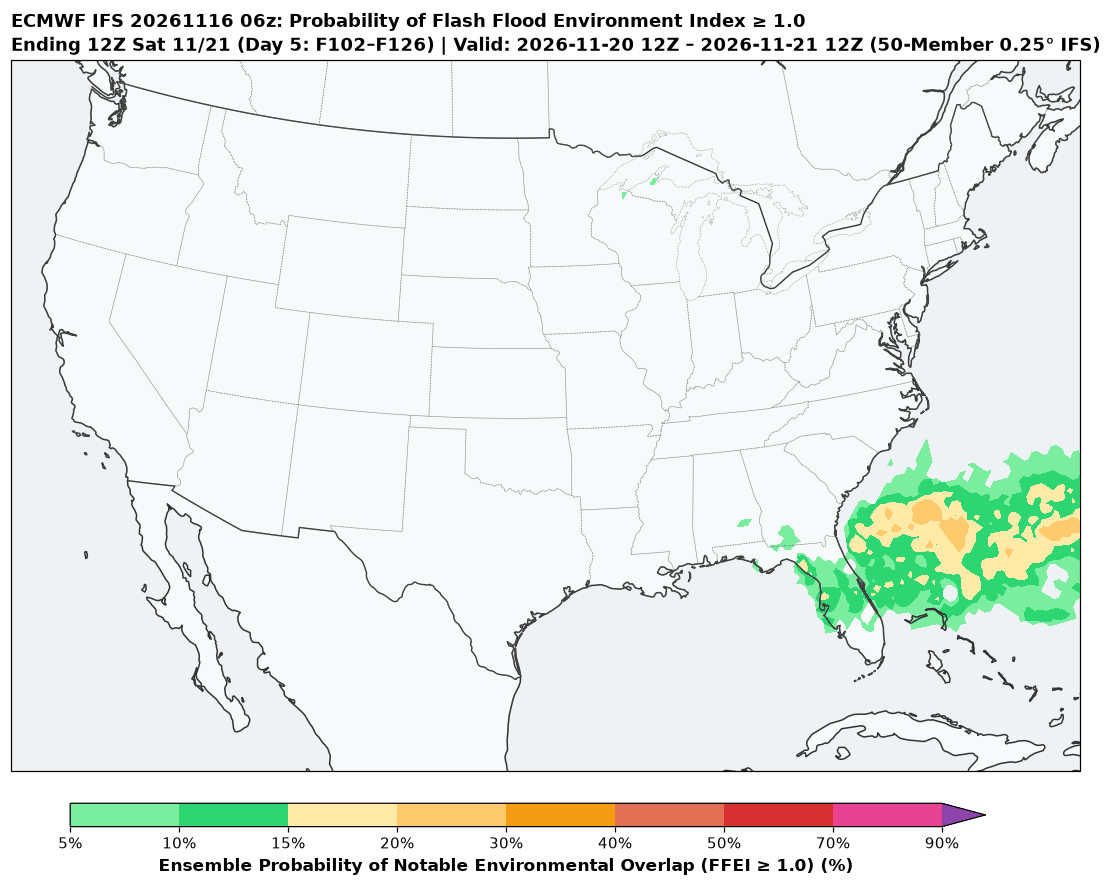 ECMWF IFS 20261116 06z: Probability of Flash Flood Environment Index ≥ 1.0
Ending 12Z Sat 11/21 (Day 5: F102–F126) | Valid: 2026-11-20 12Z – 2026-11-21 12Z (50-Member 0.25° IFS)
5% 10% 15% 20% 30% 40% 50% 70% 90%
Ensemble Probability of Notable Environmental Overlap (FFEI ≥ 1.0) (%)